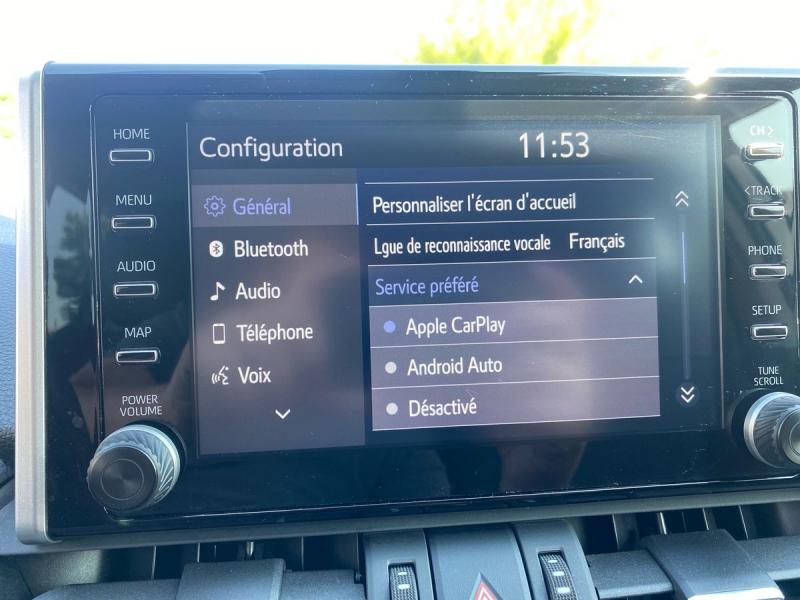 HOME
MENU
AUDIO
MAP
POWER
VOLUME
Configuration 11:53
Général
Bluetooth
Audio
Téléphone
Voix
Personnaliser l'écran d'accueil
Lgue de reconnaissance vocale Français
Service préféré
Apple CarPlay
Android Auto
Désactivé
CH >
< TRACK
PHONE
SETUP
TUNE
SCROLL